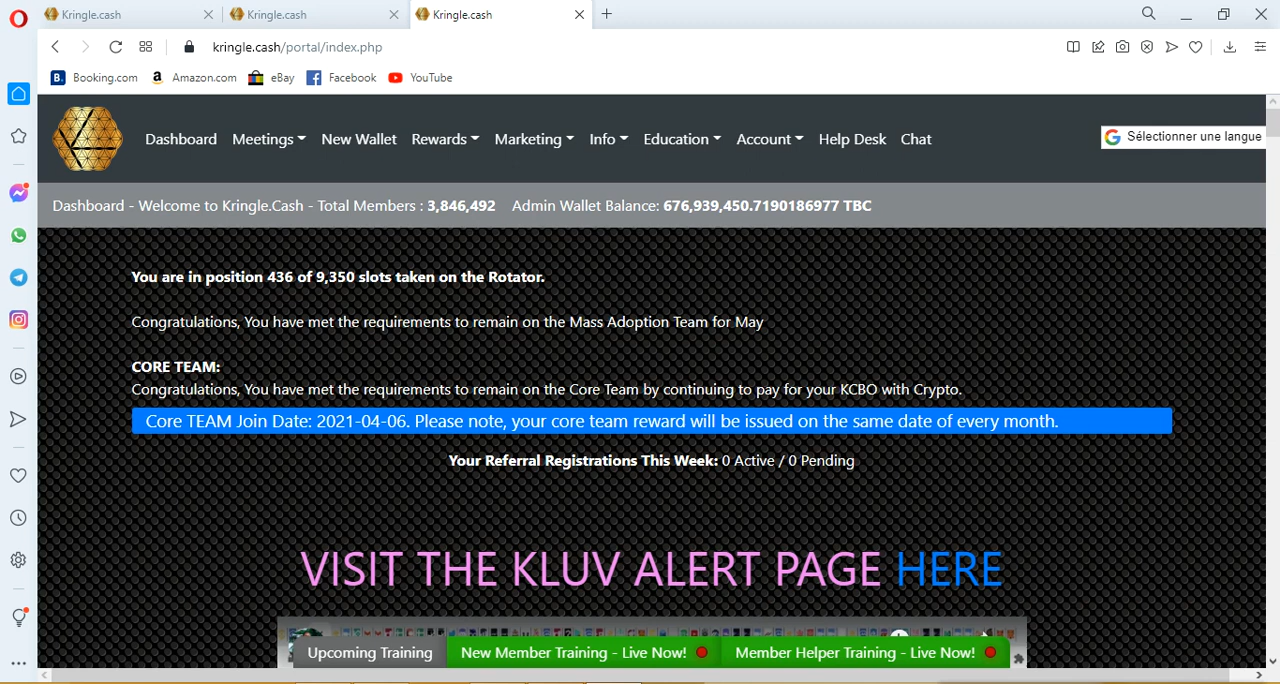 Kringle.cash Kringle.cash Kringle.cash
kringle.cash/portal/index.php
B. Booking.com a Amazon.com eBay Facebook YouTube
Dashboard Meetings New Wallet Rewards Marketing Info Education Account Help Desk Chat
G Sélectionner une langue
Dashboard - Welcome to Kringle.Cash - Total Members : 3,846,492 Admin Wallet Balance: 676,939,450.7190186977 TBC
You are in position 436 of 9,350 slots taken on the Rotator.
Congratulations, You have met the requirements to remain on the Mass Adoption Team for May
CORE TEAM:
Congratulations, You have met the requirements to remain on the Core Team by continuing to pay for your KCBO with Crypto.
Core TEAM Join Date: 2021-04-06. Please note, your core team reward will be issued on the same date of every month.
Your Referral Registrations This Week: 0 Active / 0 Pending
VISIT THE KLUV ALERT PAGE HERE
Upcoming Training New Member Training - Live Now! Member Helper Training - Live Now!